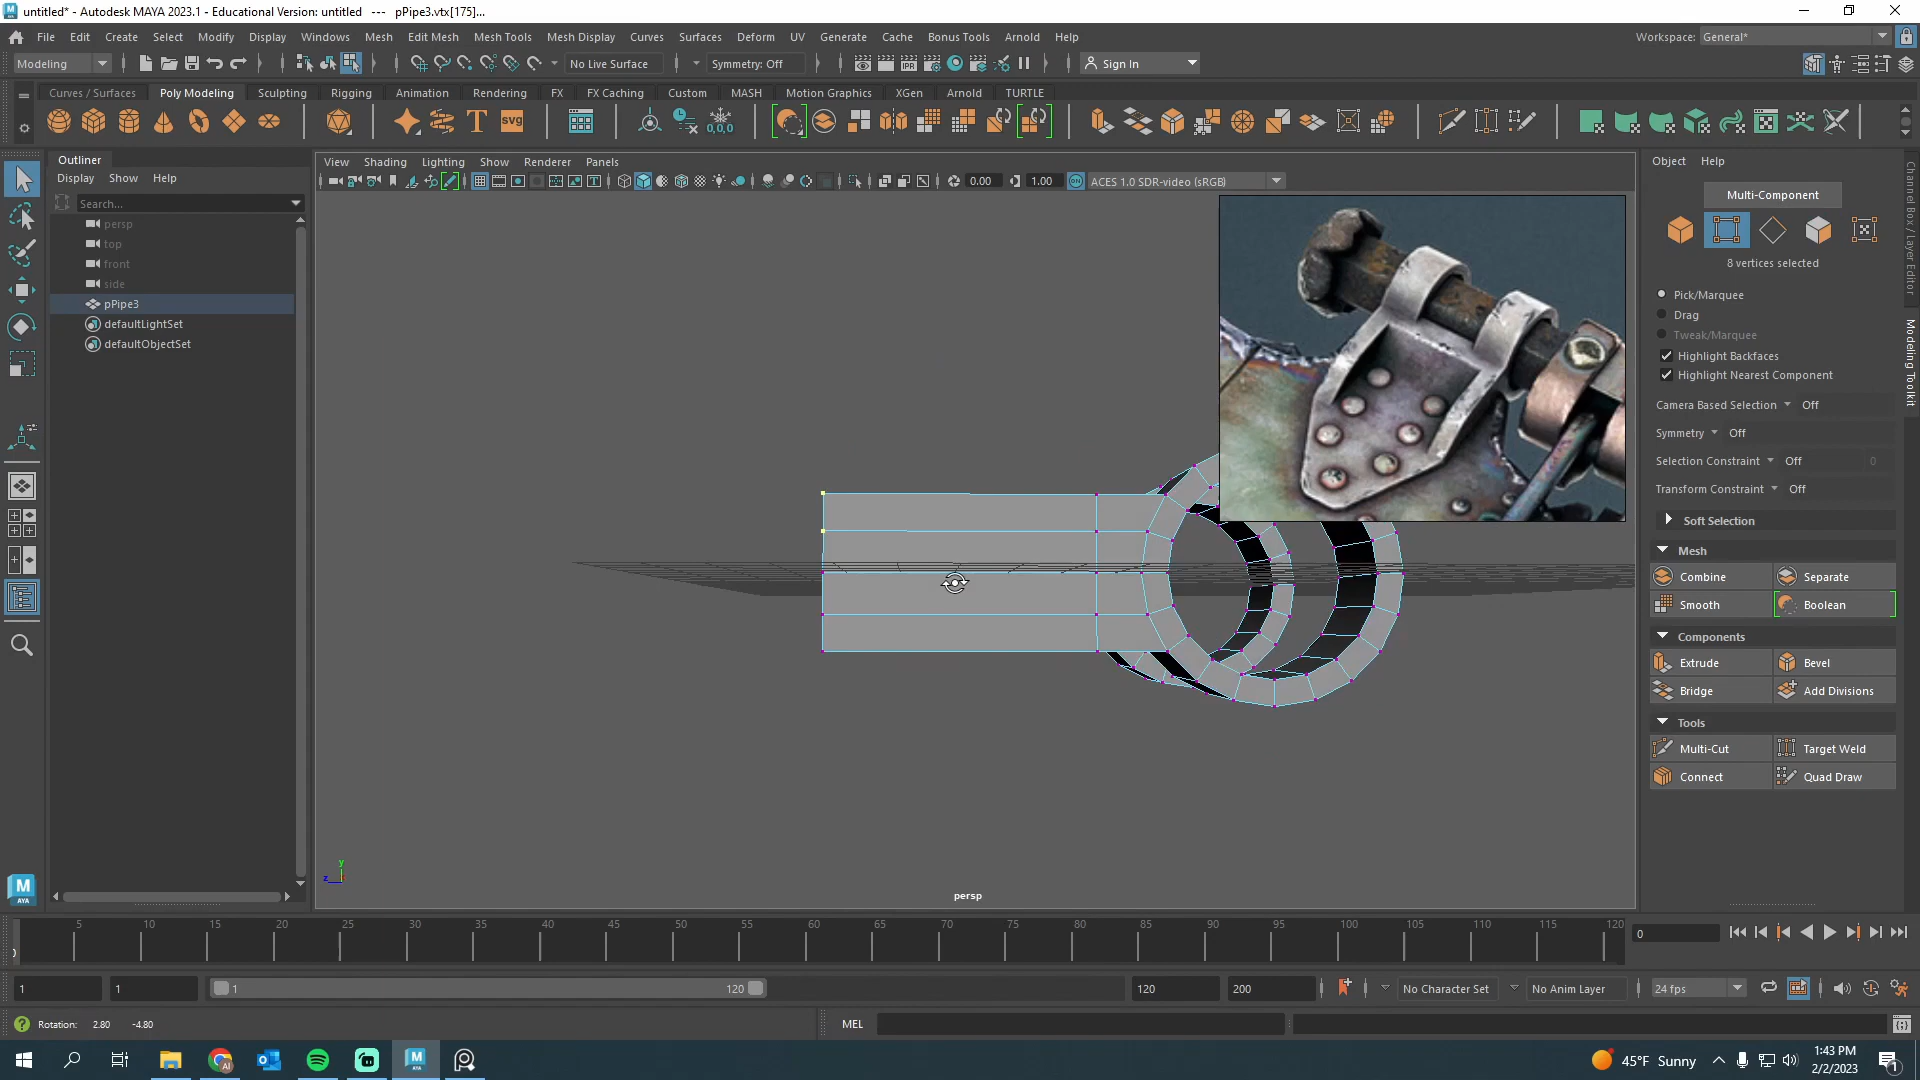 untitled* - Autodesk MAYA 2023.1 - Educational Version: untitled --- pPipe3.vtx[175]...
File Edit Create Select Modify Display Windows Mesh Edit Mesh Mesh Tools Mesh Display Curves Surfaces Deform UV Generate Cache Bonus Tools Arnold Help
Workspace: General*
Modeling
No Live Surface
Symmetry: Off
Sign In
Curves / Surfaces Poly Modeling Sculpting Rigging Animation Rendering FX FX Caching Custom MASH Motion Graphics XGen Arnold TURTLE
T svg 0,0,0
Outliner
Display Show Help
Search...
persp
top
front
side
pPipe3
defaultLightSet
defaultObjectSet
View Shading Lighting Show Renderer Panels
0.00 1.00 ACES 1.0 SDR-video (sRGB)
y
z
persp
Object Help
Multi-Component
8 vertices selected
Pick/Marquee
Drag
Tweak/Marquee
Highlight Backfaces
Highlight Nearest Component
Camera Based Selection Off
Symmetry Off
Selection Constraint Off 0
Transform Constraint Off
Soft Selection
Mesh
Combine Separate
Smooth Boolean
Components
Extrude Bevel
Bridge Add Divisions
Tools
Multi-Cut Target Weld
Connect Quad Draw
Channel Box / Layer Editor
Modeling Toolkit
M
AYA
5 10 15 20 25 30 35 40 45 50 55 60 65 70 75 80 85 90 95 100 105 110 115 120
0
1 1 1 120 120 200 No Character Set No Anim Layer 24 fps
Rotation: 2.80 -4.80
MEL
45°F Sunny
1:43 PM
2/2/2023
1